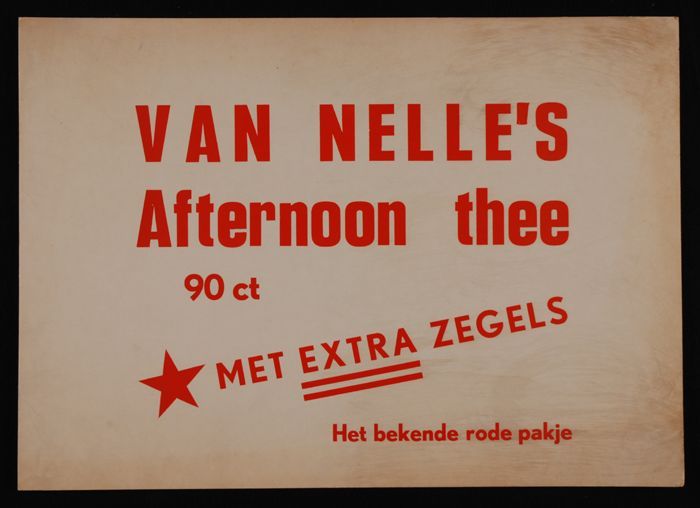 VAN NELLE'S
Afternoon thee
90 ct
MET EXTRA ZEGELS
Het bekende rode pakje